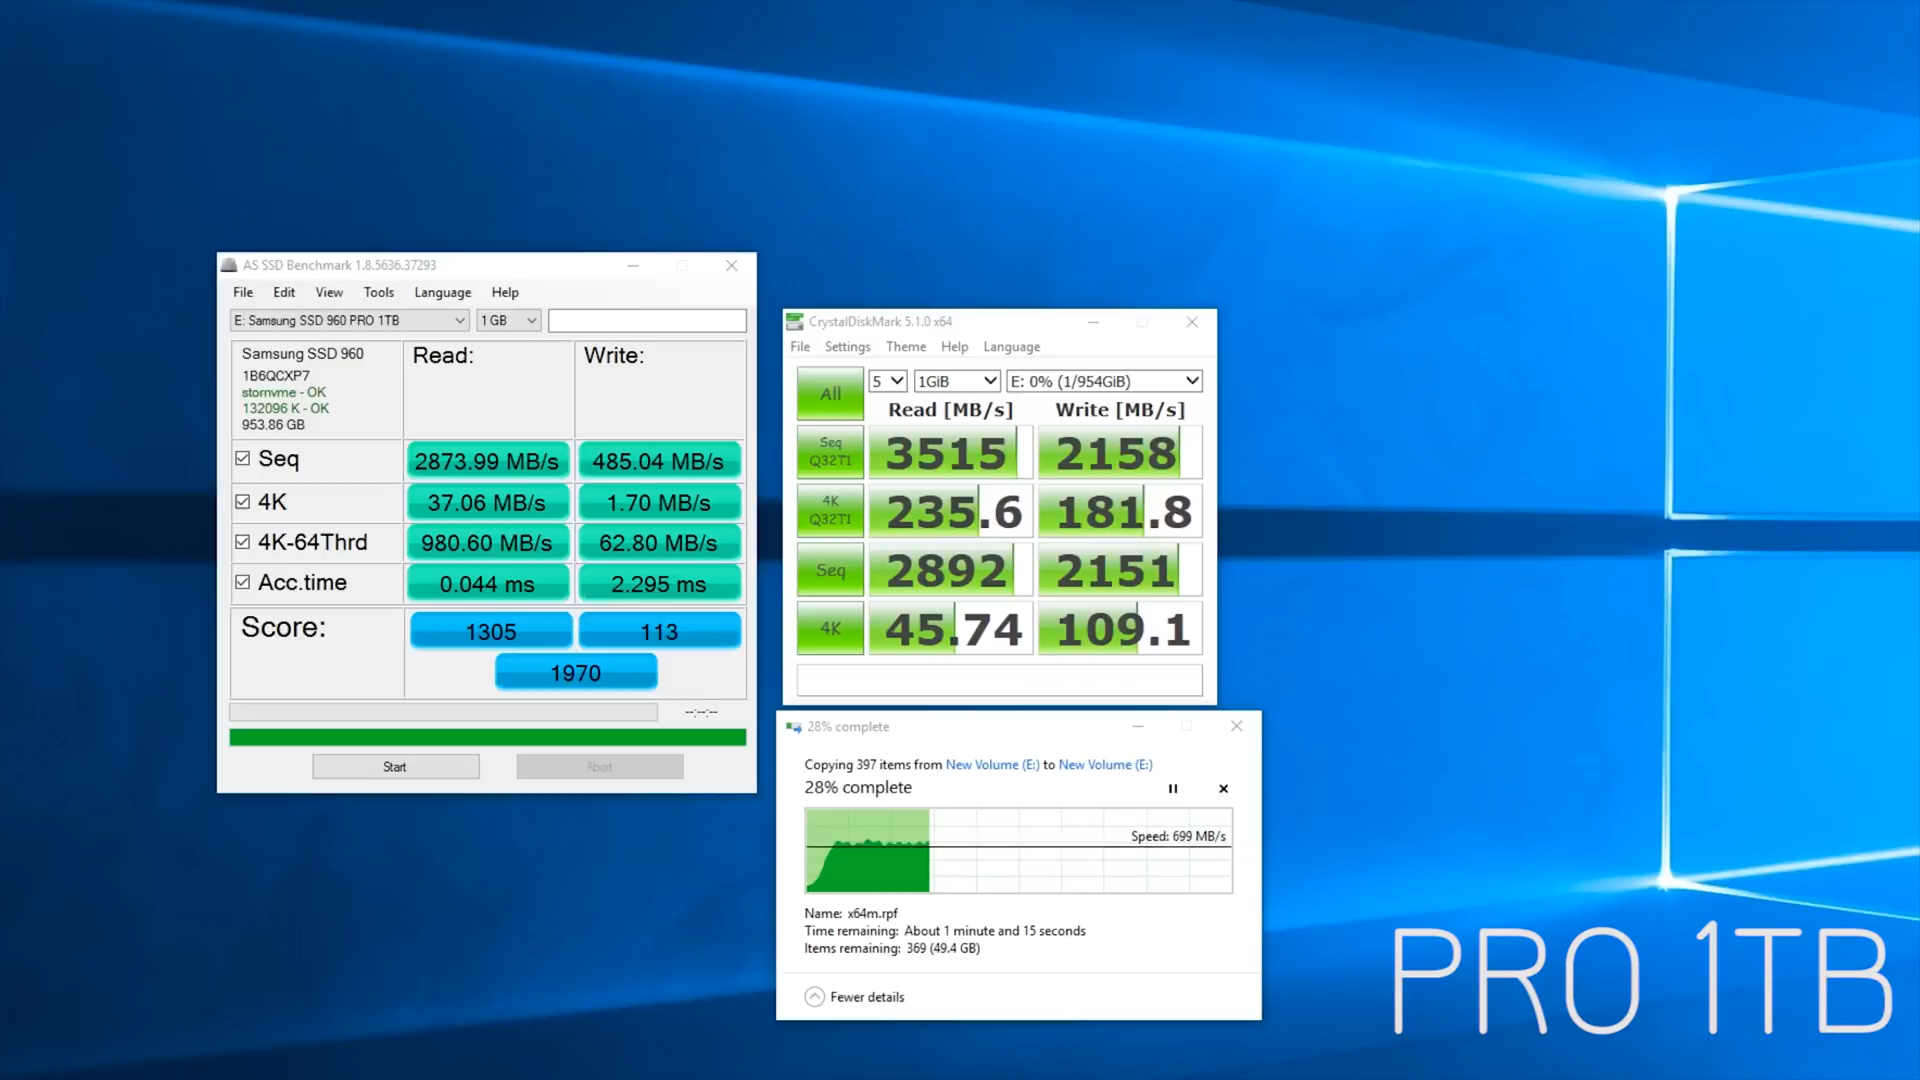 AS SSD Benchmark 1.8.5636.37293
File Edit View Tools Language Help
E: Samsung SSD 960 PRO 1TB 1 GB
Samsung SSD 960
1B6QCXP7
stornvme - OK
132096 K - OK
953.86 GB
Read: Write:
Seq 2873.99 MB/s 485.04 MB/s
4K 37.06 MB/s 1.70 MB/s
4K-64Thrd 980.60 MB/s 62.80 MB/s
Acc.time 0.044 ms 2.295 ms
Score: 1305 113
1970
--:--:--
Start Abort
CrystalDiskMark 5.1.0 x64
File Settings Theme Help Language
All 5 1GiB E: 0% (1/954GiB)
Read [MB/s] Write [MB/s]
Seq Q32T1 3515 2158
4K Q32T1 235.6 181.8
Seq 2892 2151
4K 45.74 109.1
28% complete
Copying 397 items from New Volume (E:) to New Volume (E:)
28% complete
Speed: 699 MB/s
Name: x64m.rpf
Time remaining: About 1 minute and 15 seconds
Items remaining: 369 (49.4 GB)
Fewer details
PRO 1TB